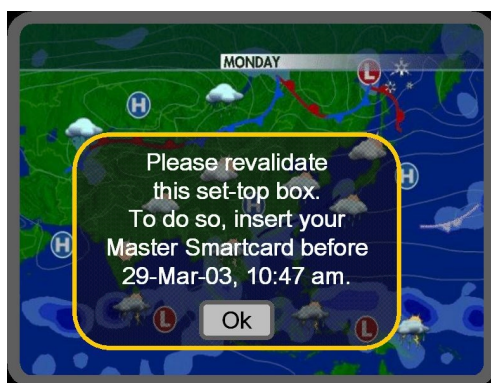 MONDAY
L
H
Please revalidate
this set-top box.
To do so, insert your
Master Smartcard before
29-Mar-03, 10:47 am.
Ok
H
H
H
L
L